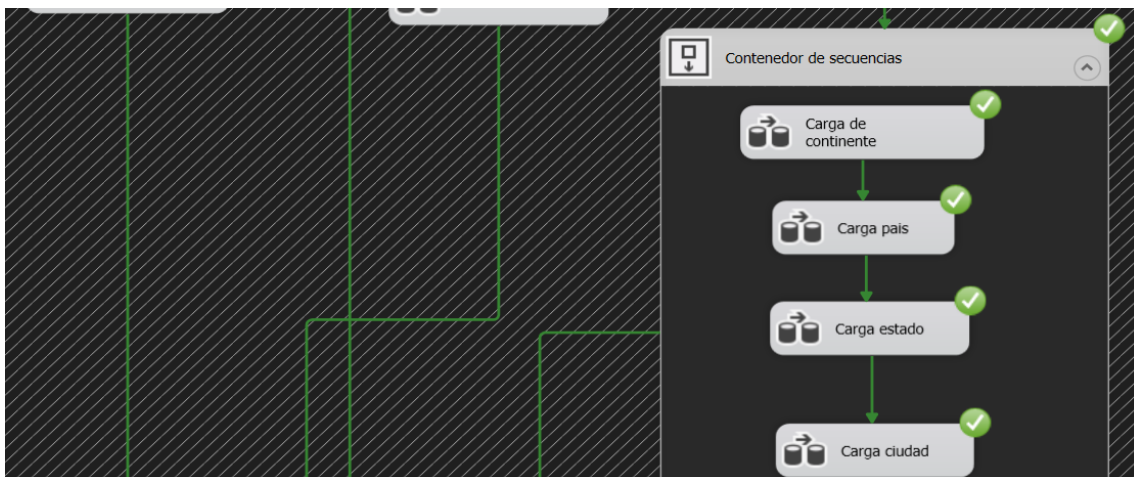 Contenedor de secuencias
Carga de
continente
Carga pais
Carga estado
Carga ciudad